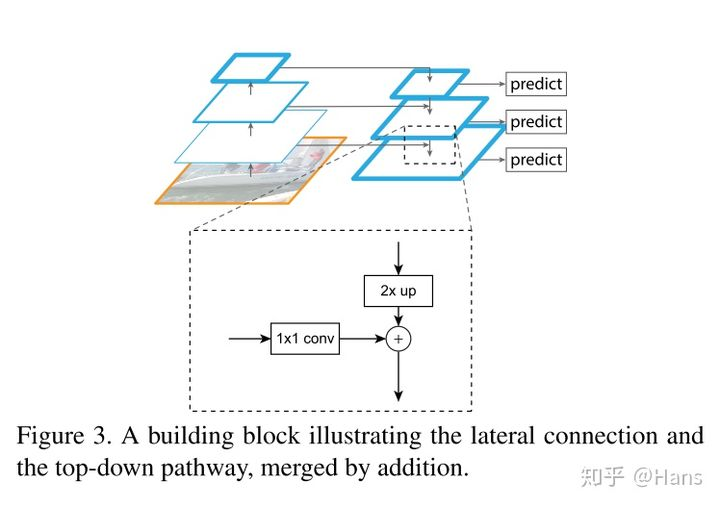 predict
predict
predict
2x up
1x1 conv
+
Figure 3. A building block illustrating the lateral connection and
the top-down pathway, merged by addition.
知乎 @Hans